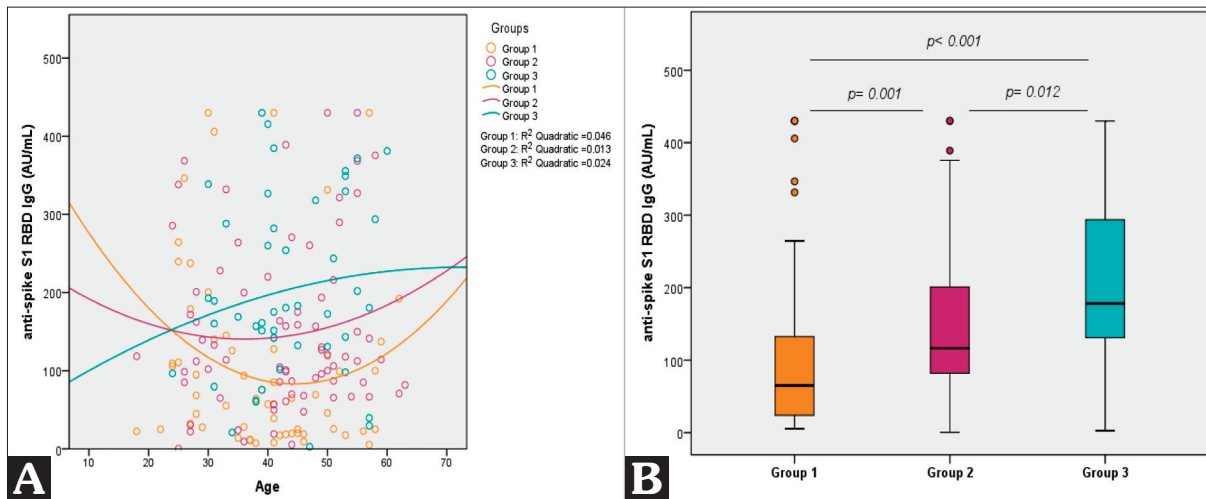 Groups
Group 1
Group 2
Group 3
Group 1
Group 2
Group 3
Group 1: R² Quadratic =0.046
Group 2: R² Quadratic =0.013
Group 3: R² Quadratic =0.024
anti-spike S1 RBD IgG (AU/mL)
500
400
300
200
100
0
10 20 30 40 50 60 70
Age
A
p< 0.001
p= 0.001 p= 0.012
anti-spike S1 RBD IgG (AU/mL)
500
400
300
200
100
0
Group 1 Group 2 Group 3
B